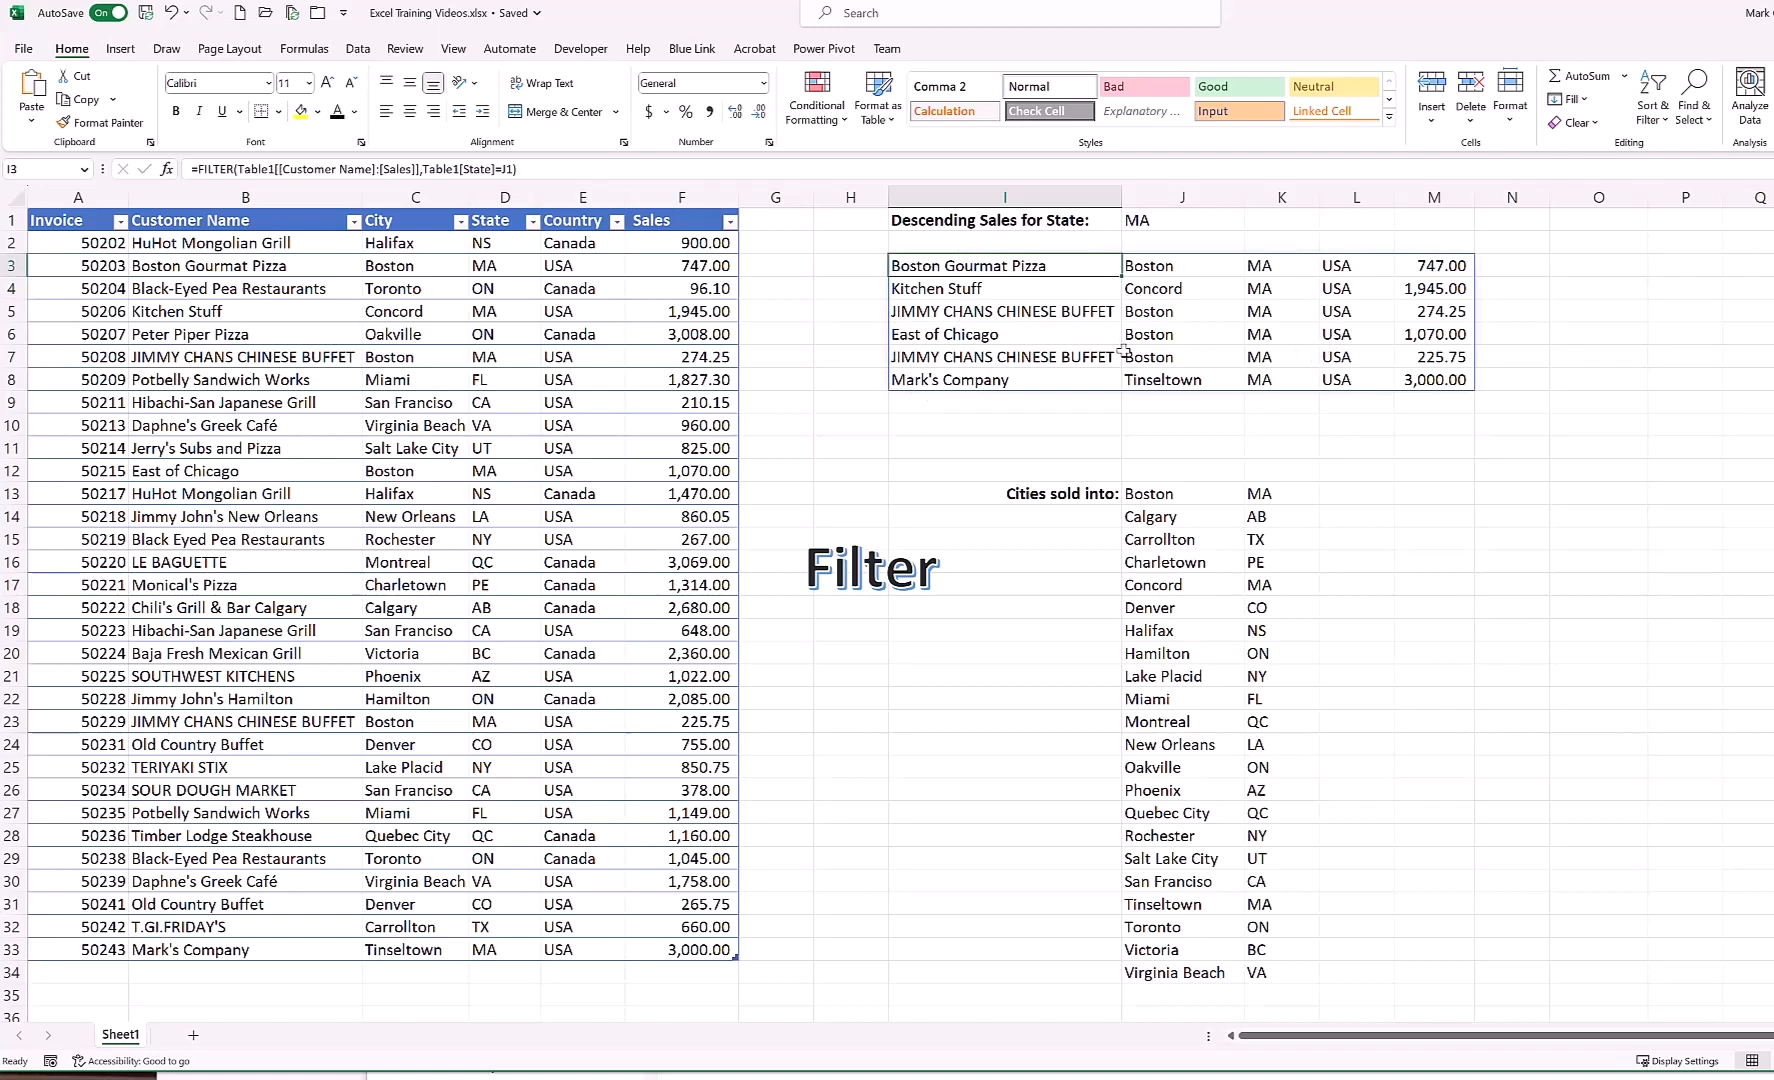 AutoSave On Excel Training Videos.xlsx • Saved Search Mark
File Home Insert Draw Page Layout Formulas Data Review View Automate Developer Help Blue Link Acrobat Power Pivot Team
Paste Cut Copy Format Painter Clipboard
Calibri 11 B I U A Font
Wrap Text Merge & Center Alignment
General $ % Number
Conditional Formatting Format as Table
Comma 2 Normal Bad Good Neutral
Calculation Check Cell Explanatory ... Input Linked Cell
Styles
Insert Delete Format Cells
AutoSum Fill Clear Sort & Filter Find & Select Editing
Analyze Data Analysis
I3 fx =FILTER(Table1[[Customer Name]:[Sales]],Table1[State]=J1)
A B C D E F G H I J K L M N O P Q
1 Invoice Customer Name City State Country Sales Descending Sales for State: MA
2 50202 HuHot Mongolian Grill Halifax NS Canada 900.00
3 50203 Boston Gourmat Pizza Boston MA USA 747.00 Boston Gourmat Pizza Boston MA USA 747.00
4 50204 Black-Eyed Pea Restaurants Toronto ON Canada 96.10 Kitchen Stuff Concord MA USA 1,945.00
5 50206 Kitchen Stuff Concord MA USA 1,945.00 JIMMY CHANS CHINESE BUFFET Boston MA USA 274.25
6 50207 Peter Piper Pizza Oakville ON Canada 3,008.00 East of Chicago Boston MA USA 1,070.00
7 50208 JIMMY CHANS CHINESE BUFFET Boston MA USA 274.25 JIMMY CHANS CHINESE BUFFET Boston MA USA 225.75
8 50209 Potbelly Sandwich Works Miami FL USA 1,827.30 Mark's Company Tinseltown MA USA 3,000.00
9 50211 Hibachi-San Japanese Grill San Franciso CA USA 210.15
10 50213 Daphne's Greek Café Virginia Beach VA USA 960.00
11 50214 Jerry's Subs and Pizza Salt Lake City UT USA 825.00
12 50215 East of Chicago Boston MA USA 1,070.00
13 50217 HuHot Mongolian Grill Halifax NS Canada 1,470.00 Cities sold into: Boston MA
14 50218 Jimmy John's New Orleans New Orleans LA USA 860.05 Calgary AB
15 50219 Black Eyed Pea Restaurants Rochester NY USA 267.00 Carrollton TX
16 50220 LE BAGUETTE Montreal QC Canada 3,069.00 Charletown PE
Filter
17 50221 Monical's Pizza Charletown PE Canada 1,314.00 Concord MA
18 50222 Chili's Grill & Bar Calgary Calgary AB Canada 2,680.00 Denver CO
19 50223 Hibachi-San Japanese Grill San Franciso CA USA 648.00 Halifax NS
20 50224 Baja Fresh Mexican Grill Victoria BC Canada 2,360.00 Hamilton ON
21 50225 SOUTHWEST KITCHENS Phoenix AZ USA 1,022.00 Lake Placid NY
22 50228 Jimmy John's Hamilton Hamilton ON Canada 2,085.00 Miami FL
23 50229 JIMMY CHANS CHINESE BUFFET Boston MA USA 225.75 Montreal QC
24 50231 Old Country Buffet Denver CO USA 755.00 New Orleans LA
25 50232 TERIYAKI STIX Lake Placid NY USA 850.75 Oakville ON
26 50234 SOUR DOUGH MARKET San Franciso CA USA 378.00 Phoenix AZ
27 50235 Potbelly Sandwich Works Miami FL USA 1,149.00 Quebec City QC
28 50236 Timber Lodge Steakhouse Quebec City QC Canada 1,160.00 Rochester NY
29 50238 Black-Eyed Pea Restaurants Toronto ON Canada 1,045.00 Salt Lake City UT
30 50239 Daphne's Greek Café Virginia Beach VA USA 1,758.00 San Franciso CA
31 50241 Old Country Buffet Denver CO USA 265.75 Tinseltown MA
32 50242 T.GI.FRIDAY'S Carrollton TX USA 660.00 Toronto ON
33 50243 Mark's Company Tinseltown MA USA 3,000.00 Victoria BC
34 Virginia Beach VA
35
36
Sheet1
Ready Accessibility: Good to go Display Settings